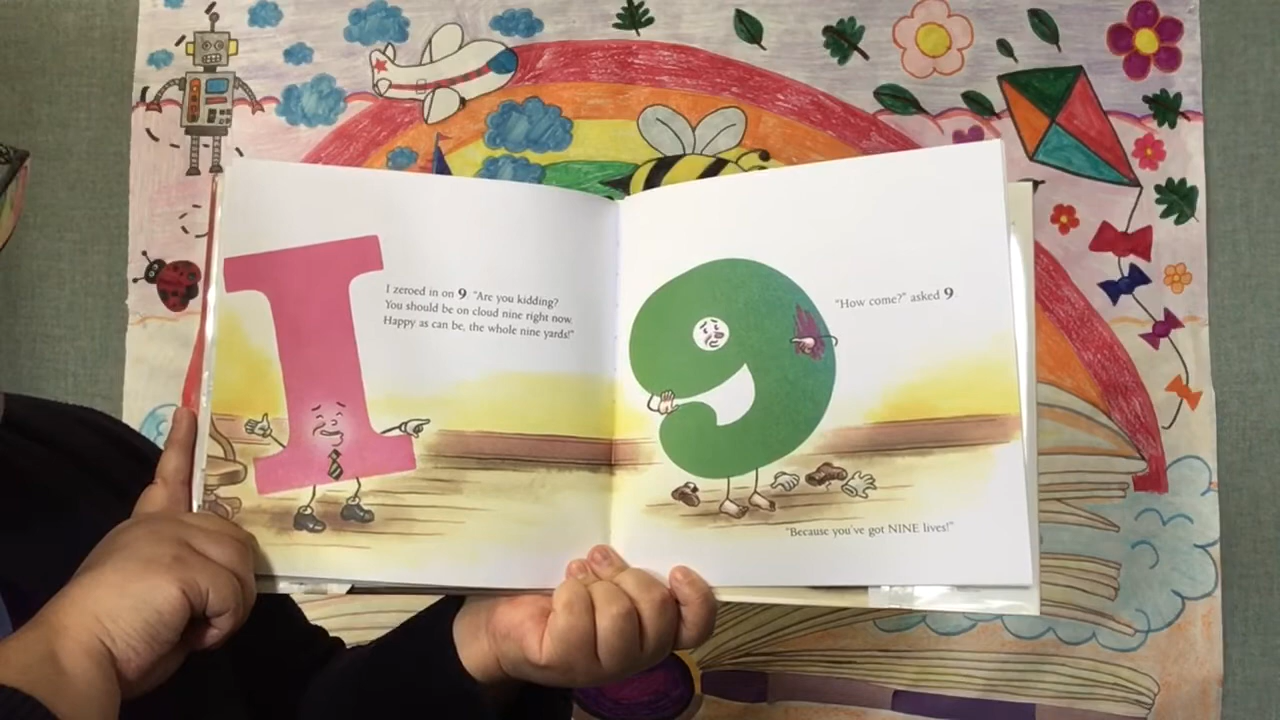 I zeroed in on 9. "Are you kidding?
You should be on cloud nine right now.
Happy as can be, the whole nine yards!"
"How come?" asked 9.
"Because you've got NINE lives!"